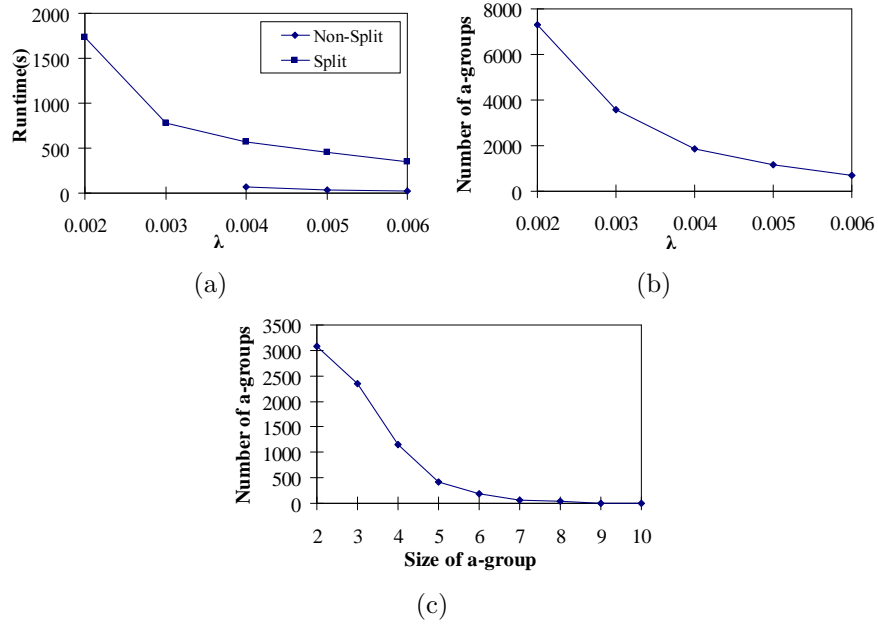 2000
1500
1000
500
0
Runtime(s)
Non-Split
Split
0.002 0.003 0.004 0.005 0.006
λ
(a)
8000
6000
4000
2000
0
Number of a-groups
0.002 0.003 0.004 0.005 0.006
λ
(b)
3500
3000
2500
2000
1500
1000
500
0
Number of a-groups
2 3 4 5 6 7 8 9 10
Size of a-group
(c)